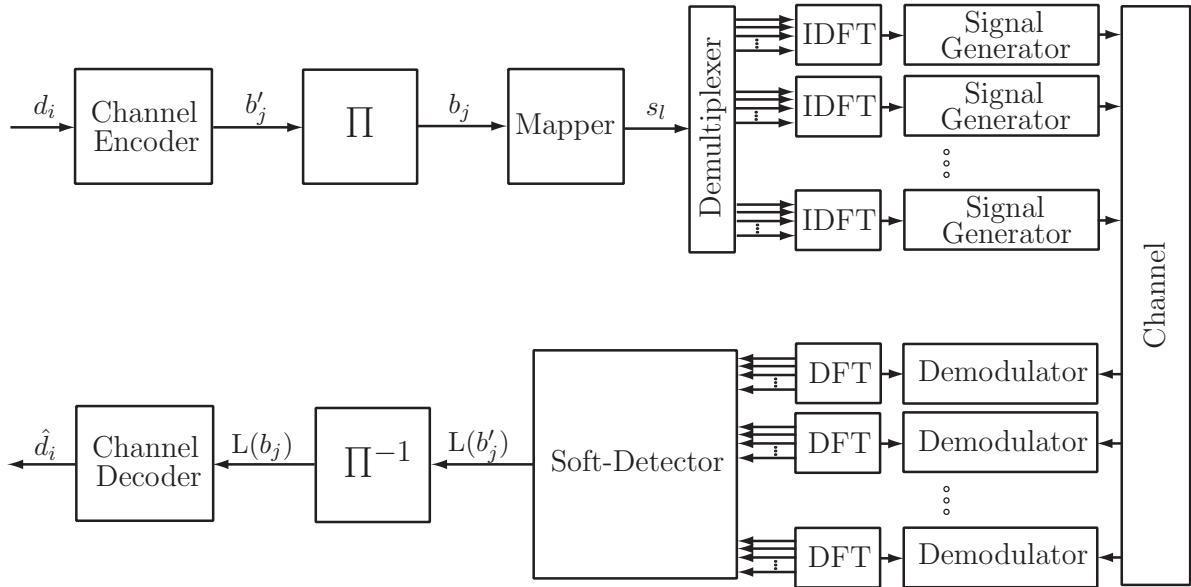 d_i
Channel
Encoder
b'_j
∏
b_j
Mapper
s_l
Demultiplexer
IDFT
Signal
Generator
IDFT
Signal
Generator
IDFT
Signal
Generator
Channel
d̂_i
Channel
Decoder
L(b_j)
∏^{-1}
L(b'_j)
Soft-Detector
DFT
Demodulator
DFT
Demodulator
DFT
Demodulator